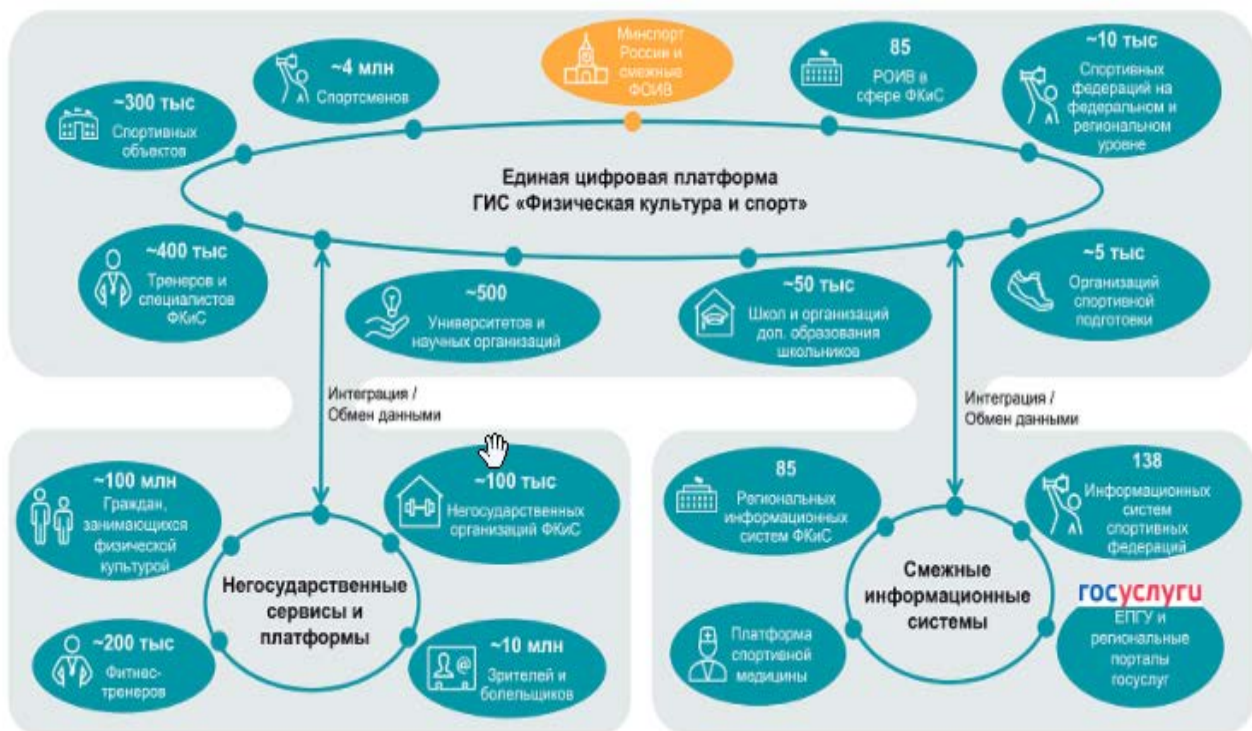 ~300 тыс
Спортивных
объектов
~4 млн
Спортсменов
Минспорт
России и
смежные
ФОИВ
85
РОИВ в
сфере ФКиС
~10 тыс
Спортивных
федераций на
федеральном и
региональном
уровне
Единая цифровая платформа
ГИС «Физическая культура и спорт»
~400 тыс
Тренеров и
специалистов
ФКиС
~500
Университетов и
научных организаций
~50 тыс
Школ и организаций
доп. образования
школьников
~5 тыс
Организаций
спортивной
подготовки
Интеграция /
Обмен данными
Интеграция /
Обмен данными
~100 млн
Граждан,
занимающихся
физической
культурой
~100 тыс
Негосударственных
организаций ФКиС
Негосударственные
сервисы и
платформы
~200 тыс
Фитнес-
тренеров
~10 млн
Зрителей и
болельщиков
85
Региональных
информационных
систем ФКиС
138
Информационных
систем
спортивных
федераций
Смежные
информационные
системы
Платформа
спортивной
медицины
госуслуги
ЕПГУ и
региональные
порталы
госуслуг